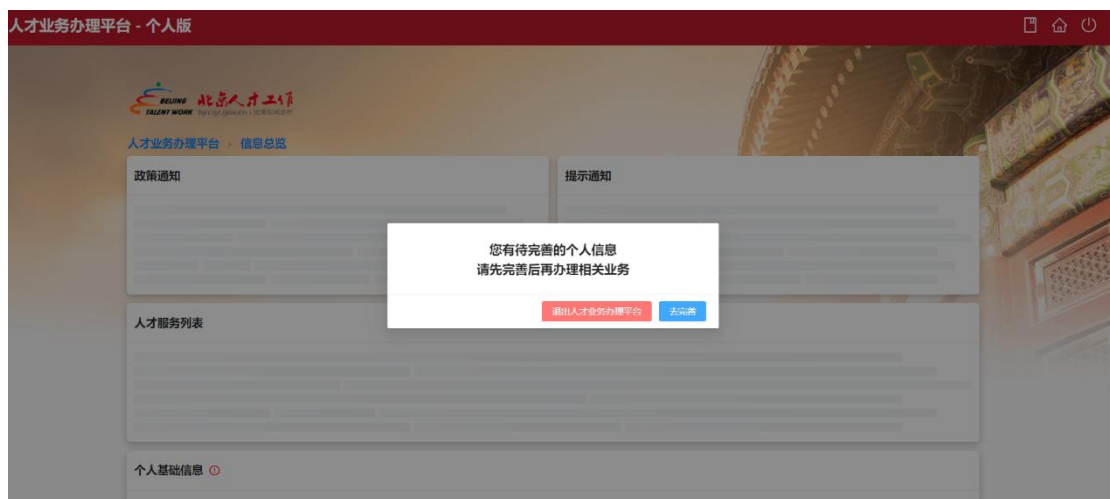 人才业务办理平台 - 个人版
BEIJING
TALENT WORK
北京人才工作
人才业务办理平台 > 信息总览
政策通知
提示通知
您有待完善的个人信息
请先完善后再办理相关业务
退出人才业务办理平台
去完善
人才服务列表
个人基础信息